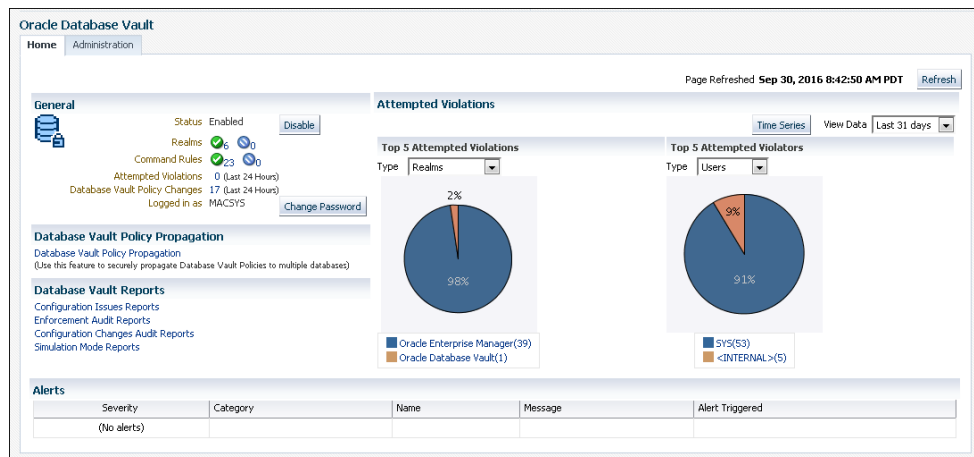 Oracle Database Vault
Home Administration
Page Refreshed Sep 30, 2016 8:42:50 AM PDT Refresh
General
Status Enabled Disable
Realms 6 0
Command Rules 23 0
Attempted Violations 0 (Last 24 Hours)
Database Vault Policy Changes 17 (Last 24 Hours)
Logged in as MACSYS Change Password
Database Vault Policy Propagation
Database Vault Policy Propagation
(Use this feature to securely propagate Database Vault Policies to multiple databases)
Database Vault Reports
Configuration Issues Reports
Enforcement Audit Reports
Configuration Changes Audit Reports
Simulation Mode Reports
Attempted Violations
Time Series View Data Last 31 days
Top 5 Attempted Violations
Type Realms
2%
98%
Oracle Enterprise Manager(39)
Oracle Database Vault(1)
Top 5 Attempted Violators
Type Users
9%
91%
SYS(53)
<INTERNAL>(5)
Alerts
Severity Category Name Message Alert Triggered
(No alerts)